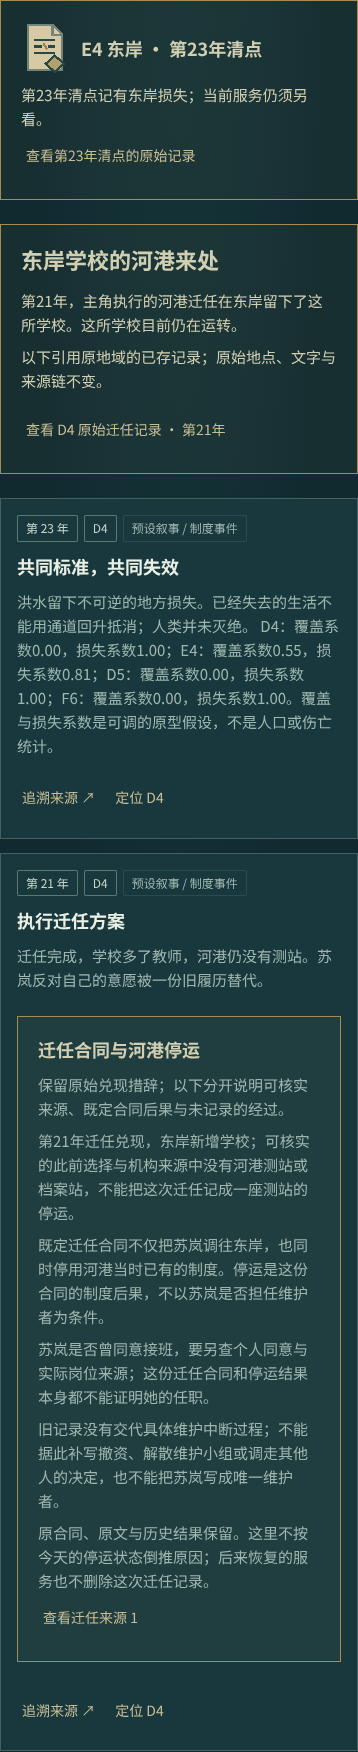 E4 东岸 · 第23年清点
第23年清点记有东岸损失；当前服务仍须另
看。
查看第23年清点的原始记录
东岸学校的河港来处
第21年，主角执行的河港迁任在东岸留下了这
所学校。这所学校目前仍在运转。
以下引用原地域的已存记录；原始地点、文字与
来源链不变。
查看 D4 原始迁任记录 · 第21年
第 23 年 D4 预设叙事 / 制度事件
共同标准，共同失效
洪水留下不可逆的地方损失。已经失去的生活不
能用通道回升抵消；人类并未灭绝。 D4：覆盖系
数0.00，损失系数1.00；E4：覆盖系数0.55，损
失系数0.81；D5：覆盖系数0.00，损失系数
1.00；F6：覆盖系数0.00，损失系数1.00。覆盖
与损失系数是可调的原型假设，不是人口或伤亡
统计。
追溯来源 ↗ 定位 D4
第 21 年 D4 预设叙事 / 制度事件
执行迁任方案
迁任完成，学校多了教师，河港仍没有测站。苏
岚反对自己的意愿被一份旧履历替代。
迁任合同与河港停运
保留原始兑现措辞；以下分开说明可核实
来源、既定合同后果与未记录的经过。
第21年迁任兑现，东岸新增学校；可核实
的此前选择与机构来源中没有河港测站或
档案站，不能把这次迁任记成一座测站的
停运。
既定迁任合同不仅把苏岚调往东岸，也同
时停用河港当时已有的制度。停运是这份
合同的制度后果，不以苏岚是否担任维护
者为条件。
苏岚是否曾同意接班，要另查个人同意与
实际岗位来源；这份迁任合同和停运结果
本身都不能证明她的任职。
旧记录没有交代具体维护中断过程；不能
据此补写撤资、解散维护小组或调走其他
人的决定，也不能把苏岚写成唯一维护
者。
原合同、原文与历史结果保留。这里不按
今天的停运状态倒推原因；后来恢复的服
务也不删除这次迁任记录。
查看迁任来源 1
追溯来源 ↗ 定位 D4